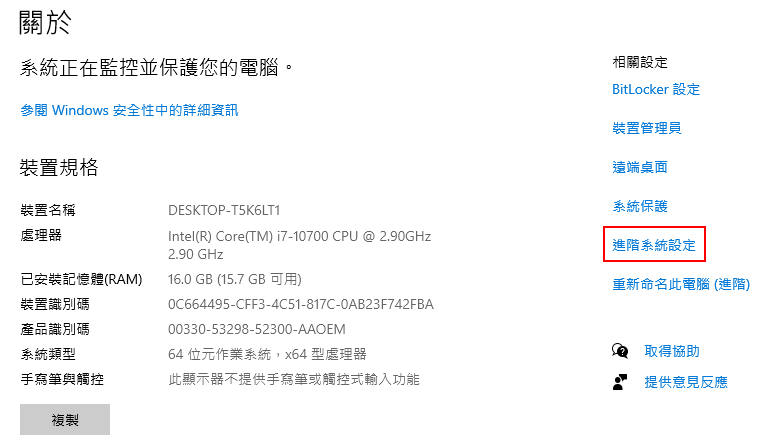 關於
系統正在監控並保護您的電腦。
參閱 Windows 安全性中的詳細資訊
裝置規格
裝置名稱 DESKTOP-T5K6LT1
處理器 Intel(R) Core(TM) i7-10700 CPU @ 2.90GHz
2.90 GHz
已安裝記憶體(RAM) 16.0 GB (15.7 GB 可用)
裝置識別碼 0C664495-CFF3-4C51-817C-0AB23F742FBA
產品識別碼 00330-53298-52300-AAOEM
系統類型 64 位元作業系統，x64 型處理器
手寫筆與觸控 此顯示器不提供手寫筆或觸控式輸入功能
複製
相關設定
BitLocker 設定
裝置管理員
遠端桌面
系統保護
進階系統設定
重新命名此電腦 (進階)
取得協助
提供意見反應